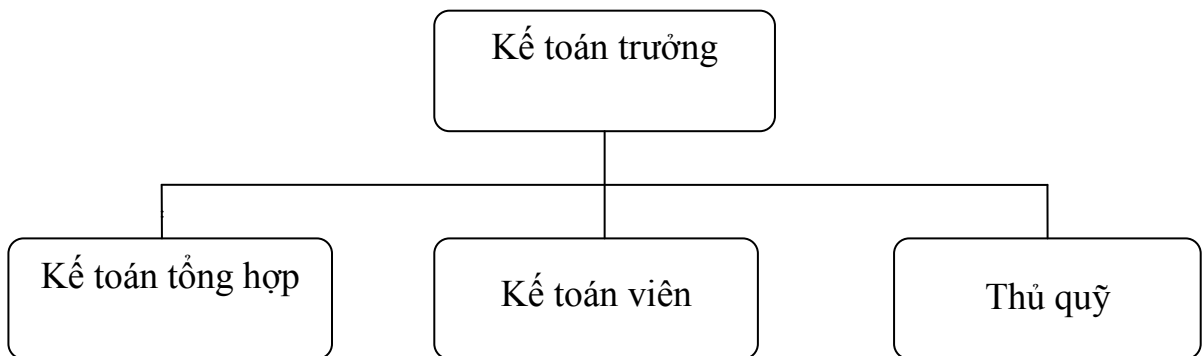 Kế toán trưởng
Kế toán tổng hợp
Kế toán viên
Thủ quỹ